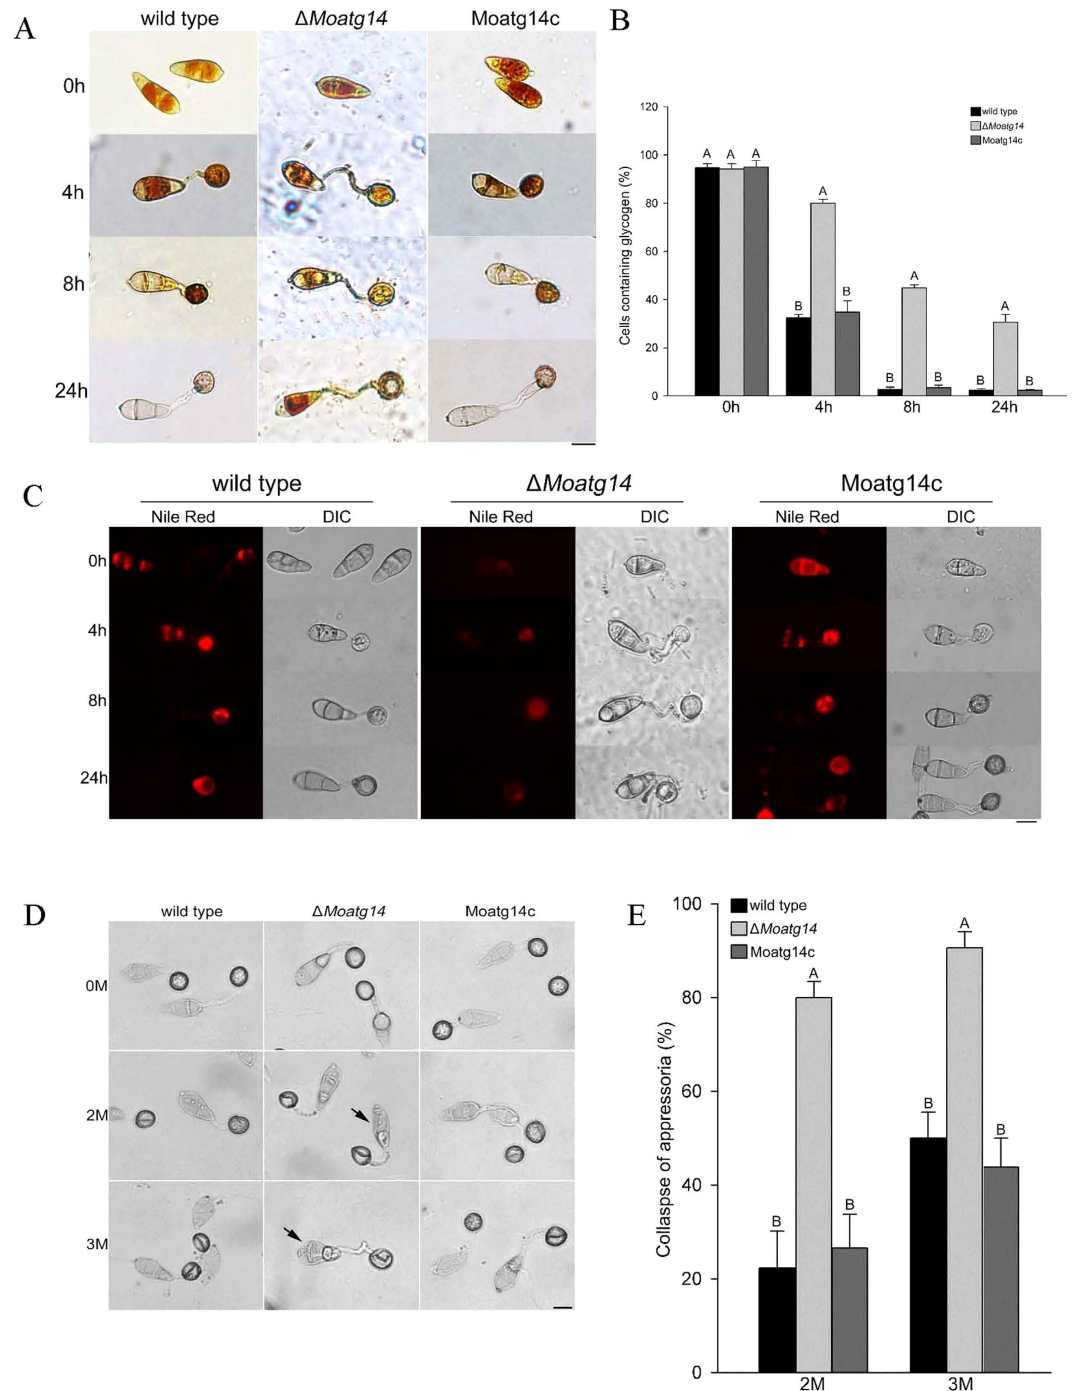 A
wild type ΔMoatg14 Moatg14c
0h
4h
8h
24h
B
120
100
80
60
40
20
0
Cells containing glycogen (%)
wild type
ΔMoatg14
Moatg14c
A A A
B A B
B A B
B A B
0h 4h 8h 24h
C
wild type ΔMoatg14 Moatg14c
Nile Red DIC Nile Red DIC Nile Red DIC
0h
4h
8h
24h
D
wild type ΔMoatg14 Moatg14c
0M
2M
3M
E
100
80
60
40
20
0
Collaspse of appressoria (%)
wild type
ΔMoatg14
Moatg14c
B A B
B A B
2M 3M